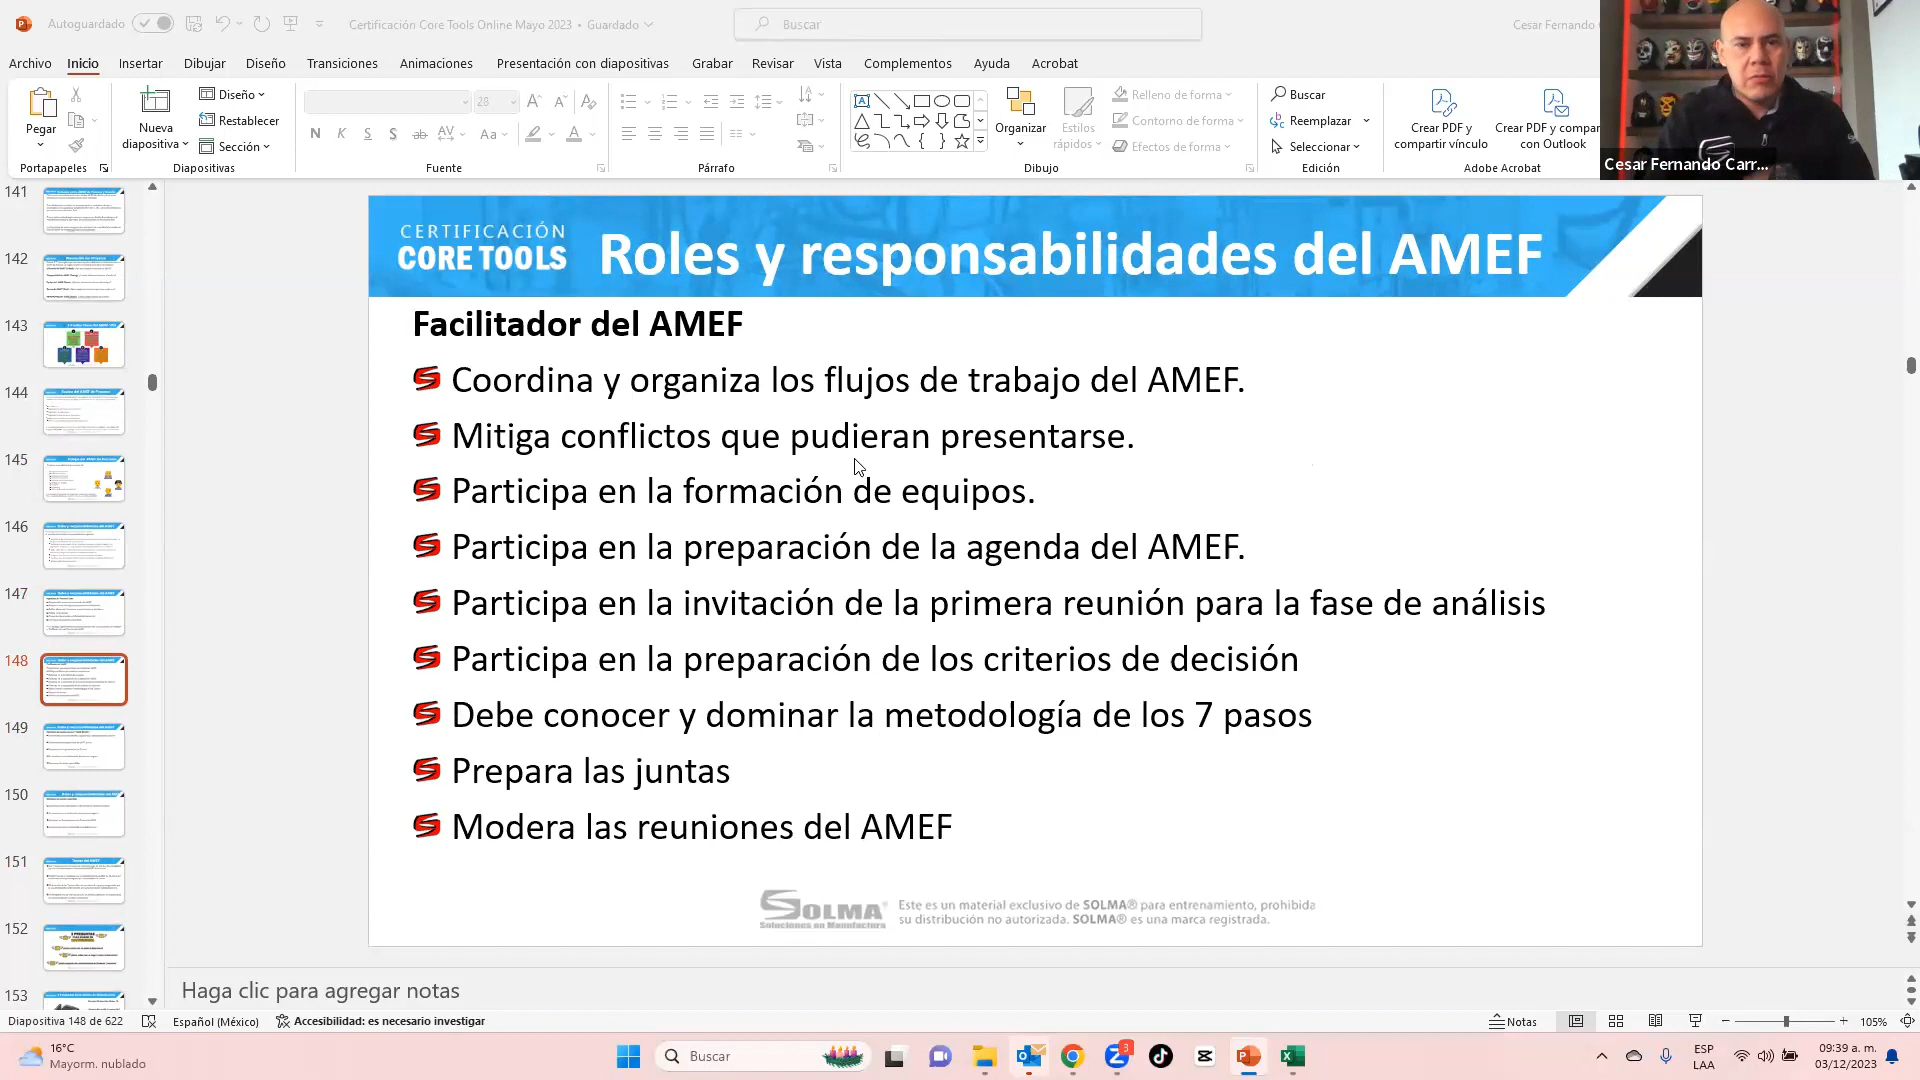 Autoguardado
Certificación Core Tools Online Mayo 2023 • Guardado
Buscar
Cesar Fernando
Archivo Inicio Insertar Dibujar Diseño Transiciones Animaciones Presentación con diapositivas Grabar Revisar Vista Complementos Ayuda Acrobat
Pegar
Portapapeles
Nueva diapositiva
Diseño
Restablecer
Sección
Diapositivas
28
N K S S ab AV Aa A
Fuente
Párrafo
Organizar
Estilos rápidos
Relleno de forma
Contorno de forma
Efectos de forma
Dibujo
Buscar
Reemplazar
Seleccionar
Edición
Crear PDF y compartir vínculo
Crear PDF y compar
con Outlook
Adobe Acrobat
Cesar Fernando Carr...
141
142
143
144
145
146
147
148
149
150
151
152
153
CERTIFICACIÓN
CORE TOOLS
Roles y responsabilidades del AMEF
Facilitador del AMEF
Coordina y organiza los flujos de trabajo del AMEF.
Mitiga conflictos que pudieran presentarse.
Participa en la formación de equipos.
Participa en la preparación de la agenda del AMEF.
Participa en la invitación de la primera reunión para la fase de análisis
Participa en la preparación de los criterios de decisión
Debe conocer y dominar la metodología de los 7 pasos
Prepara las juntas
Modera las reuniones del AMEF
SOLMA®
Soluciones en Manufactura
Este es un material exclusivo de SOLMA® para entrenamiento, prohibida
su distribución no autorizada. SOLMA® es una marca registrada.
Haga clic para agregar notas
Diapositiva 148 de 622
Español (México)
Accesibilidad: es necesario investigar
Notas
105%
16°C
Mayorm. nublado
Buscar
3
ESP
LAA
09:39 a. m.
03/12/2023